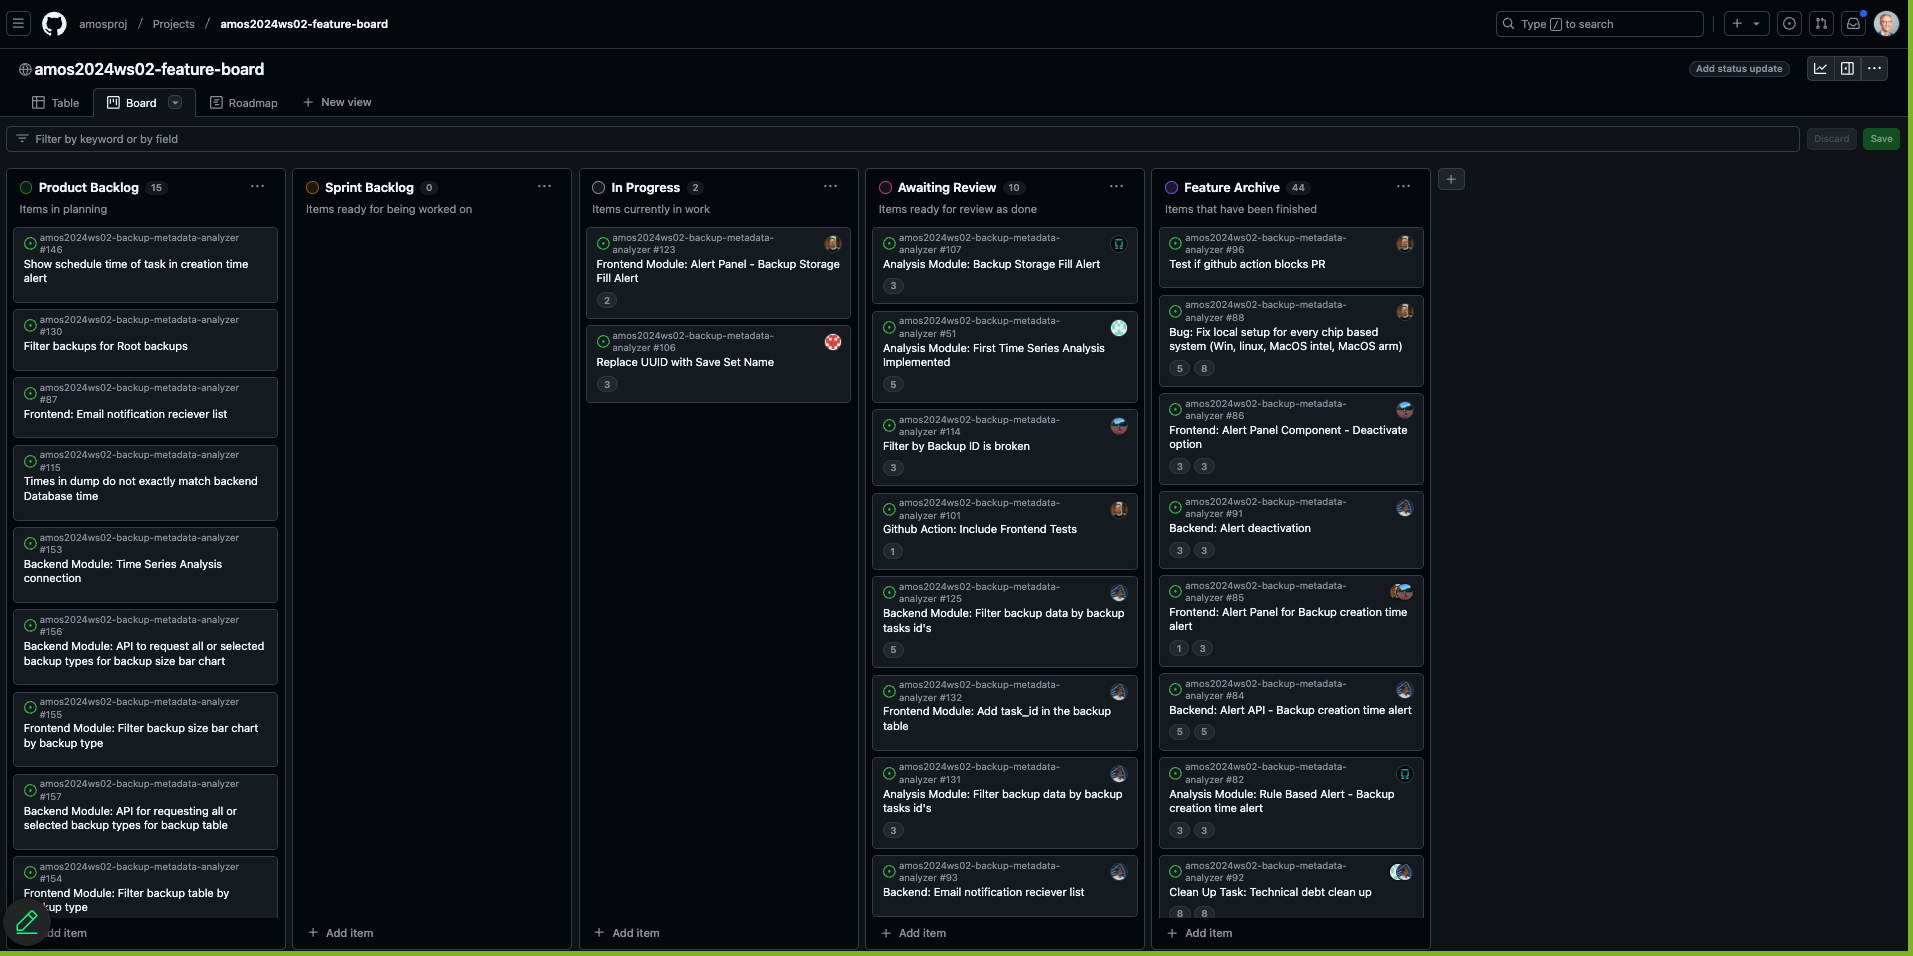 amosproj / Projects / amos2024ws02-feature-board
Type / to search
amos2024ws02-feature-board
Add status update
Table
Board
Roadmap
New view
Filter by keyword or by field
Discard
Save
Product Backlog 15
Items in planning
amos2024ws02-backup-metadata-analyzer
#146
Show schedule time of task in creation time
alert
amos2024ws02-backup-metadata-analyzer
#130
Filter backups for Root backups
amos2024ws02-backup-metadata-analyzer
#87
Frontend: Email notification reciever list
amos2024ws02-backup-metadata-analyzer
#115
Times in dump do not exactly match backend
Database time
amos2024ws02-backup-metadata-analyzer
#153
Backend Module: Time Series Analysis
connection
amos2024ws02-backup-metadata-analyzer
#156
Backend Module: API to request all or selected
backup types for backup size bar chart
amos2024ws02-backup-metadata-analyzer
#155
Frontend Module: Filter backup size bar chart
by backup type
amos2024ws02-backup-metadata-analyzer
#157
Backend Module: API for requesting all or
selected backup types for backup table
amos2024ws02-backup-metadata-analyzer
#154
Frontend Module: Filter backup table by
kup type
dd item
Sprint Backlog 0
Items ready for being worked on
Add item
In Progress 2
Items currently in work
amos2024ws02-backup-metadata-
analyzer #123
Frontend Module: Alert Panel - Backup Storage
Fill Alert
2
amos2024ws02-backup-metadata-
analyzer #106
Replace UUID with Save Set Name
3
Add item
Awaiting Review 10
Items ready for review as done
amos2024ws02-backup-metadata-
analyzer #107
Analysis Module: Backup Storage Fill Alert
3
amos2024ws02-backup-metadata-
analyzer #51
Analysis Module: First Time Series Analysis
Implemented
5
amos2024ws02-backup-metadata-
analyzer #114
Filter by Backup ID is broken
3
amos2024ws02-backup-metadata-
analyzer #101
Github Action: Include Frontend Tests
1
amos2024ws02-backup-metadata-
analyzer #125
Backend Module: Filter backup data by backup
tasks id's
5
amos2024ws02-backup-metadata-
analyzer #132
Frontend Module: Add task_id in the backup
table
amos2024ws02-backup-metadata-
analyzer #131
Analysis Module: Filter backup data by backup
tasks id's
3
amos2024ws02-backup-metadata-
analyzer #93
Backend: Email notification reciever list
Add item
Feature Archive 44
Items that have been finished
amos2024ws02-backup-metadata-
analyzer #96
Test if github action blocks PR
amos2024ws02-backup-metadata-
analyzer #88
Bug: Fix local setup for every chip based
system (Win, linux, MacOS intel, MacOS arm)
5 8
amos2024ws02-backup-metadata-
analyzer #86
Frontend: Alert Panel Component - Deactivate
option
3 3
amos2024ws02-backup-metadata-
analyzer #91
Backend: Alert deactivation
3 3
amos2024ws02-backup-metadata-
analyzer #85
Frontend: Alert Panel for Backup creation time
alert
1 3
amos2024ws02-backup-metadata-
analyzer #84
Backend: Alert API - Backup creation time alert
5 5
amos2024ws02-backup-metadata-
analyzer #82
Analysis Module: Rule Based Alert - Backup
creation time alert
3 3
amos2024ws02-backup-metadata-
analyzer #92
Clean Up Task: Technical debt clean up
8 8
Add item